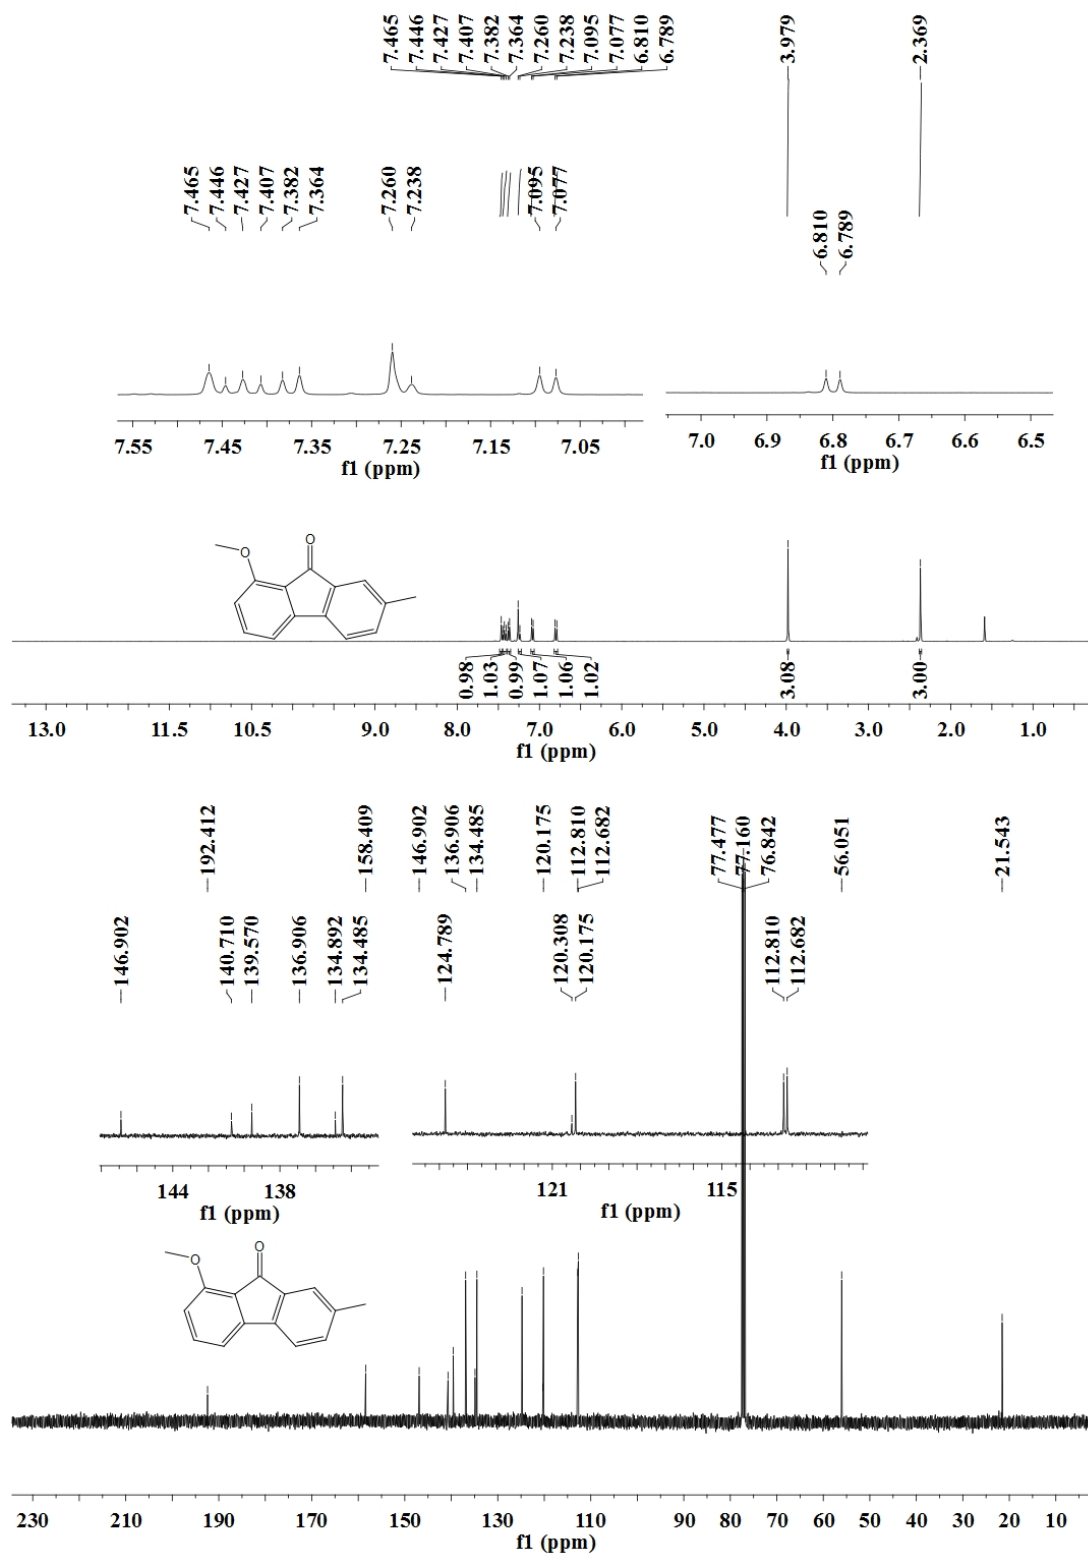 7.465 7.446 7.427 7.407 7.382 7.364 7.260 7.238 7.095 7.077 6.810 6.789 3.979 2.369
7.465 7.446 7.427 7.407 7.382 7.364 7.260 7.238 7.095 7.077
6.810 6.789
7.55 7.45 7.35 7.25 7.15 7.05
f1 (ppm)
7.0 6.9 6.8 6.7 6.6 6.5
f1 (ppm)
O
O
0.98 1.03 0.99 1.07 1.06 1.02 3.08 3.00
13.0 11.5 10.5 9.0 8.0 7.0 6.0 5.0 4.0 3.0 2.0 1.0
f1 (ppm)
192.412 158.409 146.902 136.906 134.485 120.175 112.810 112.682 77.477 77.160 76.842 56.051 21.543
146.902 140.710 139.570 136.906 134.892 134.485 124.789 120.308 120.175 112.810 112.682
144 138
f1 (ppm)
121 115
f1 (ppm)
O
O
230 210 190 170 150 130 110 90 80 70 60 50 40 30 20 10
f1 (ppm)